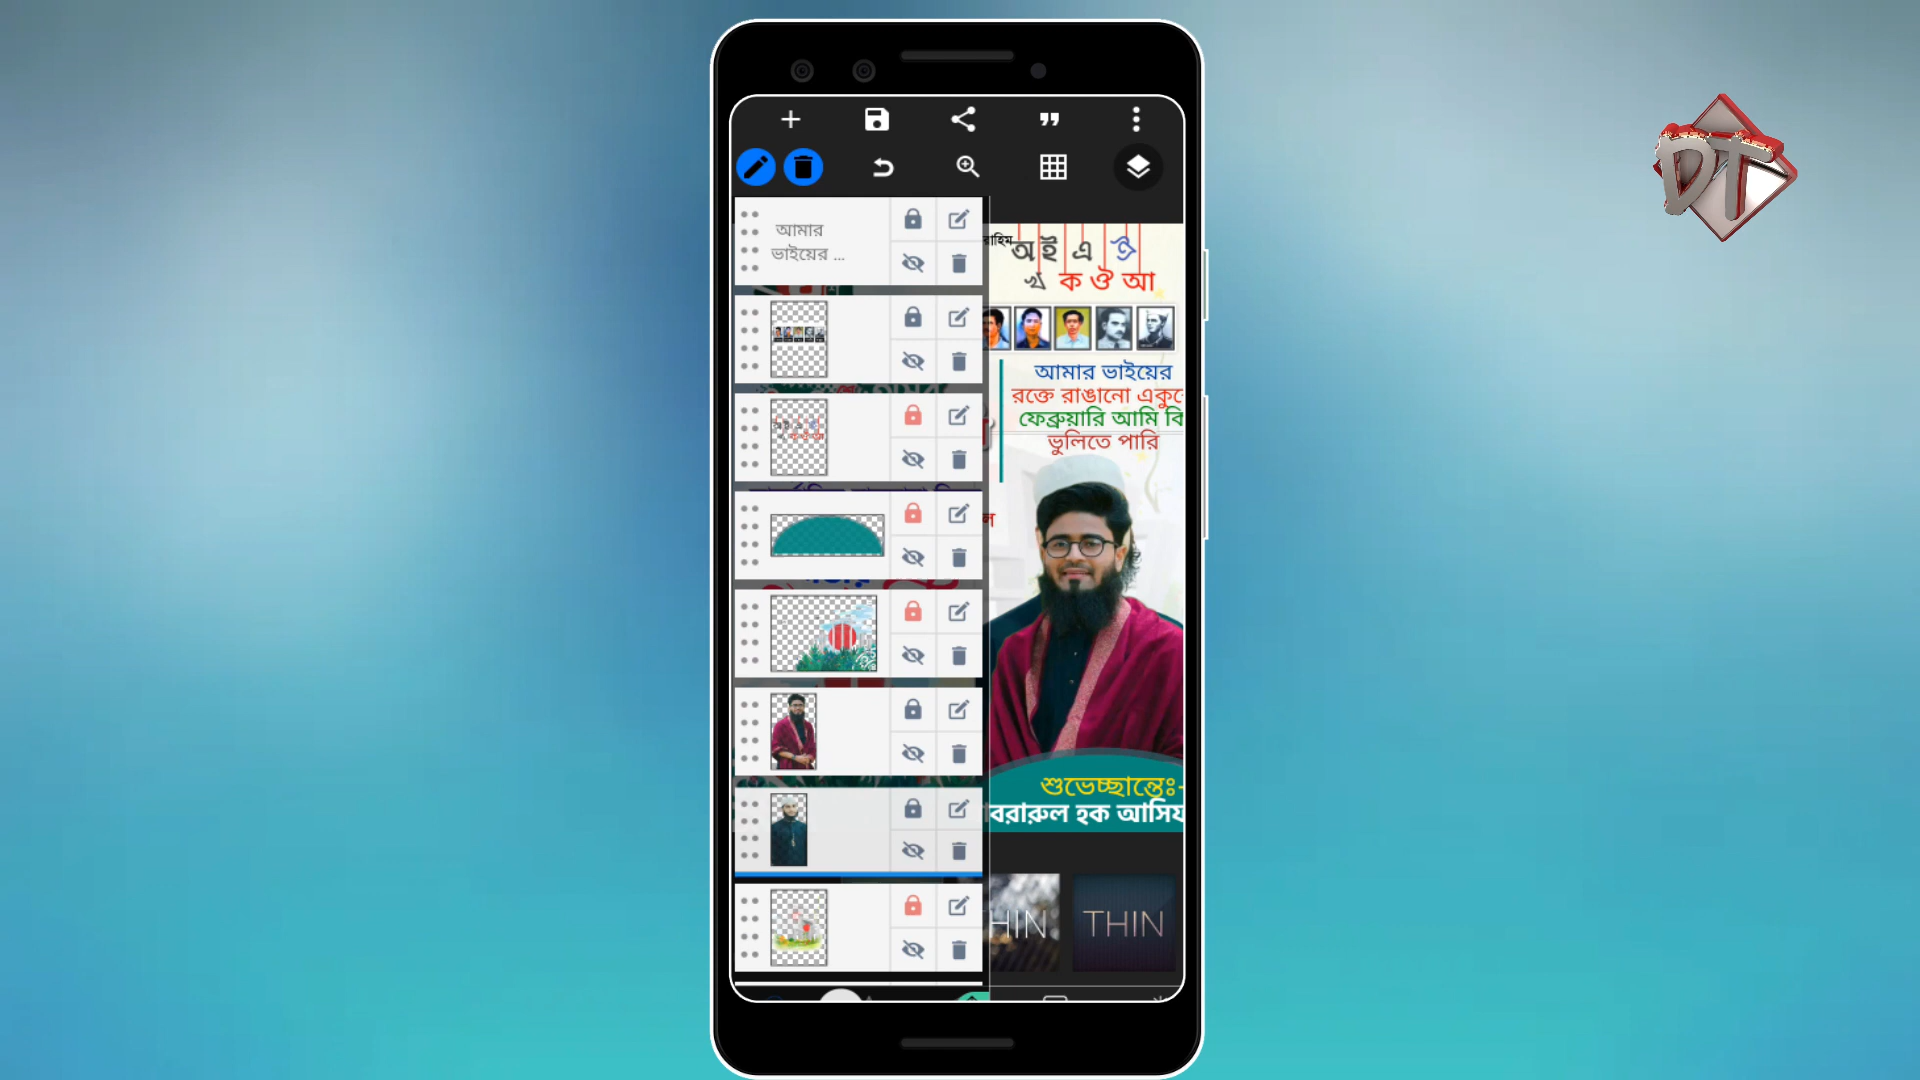 DT
আমার
ভাইয়ের ...
রাহিম
অ ই এ ঐ
খ ক ঔ আ
আমার ভাইয়ের
রক্তে রাঙানো একুশে
ফেব্রুয়ারি আমি কি
ভুলিতে পারি
শুভেচ্ছান্তেঃ-
বরারুল হক আসিফ
HIN
THIN